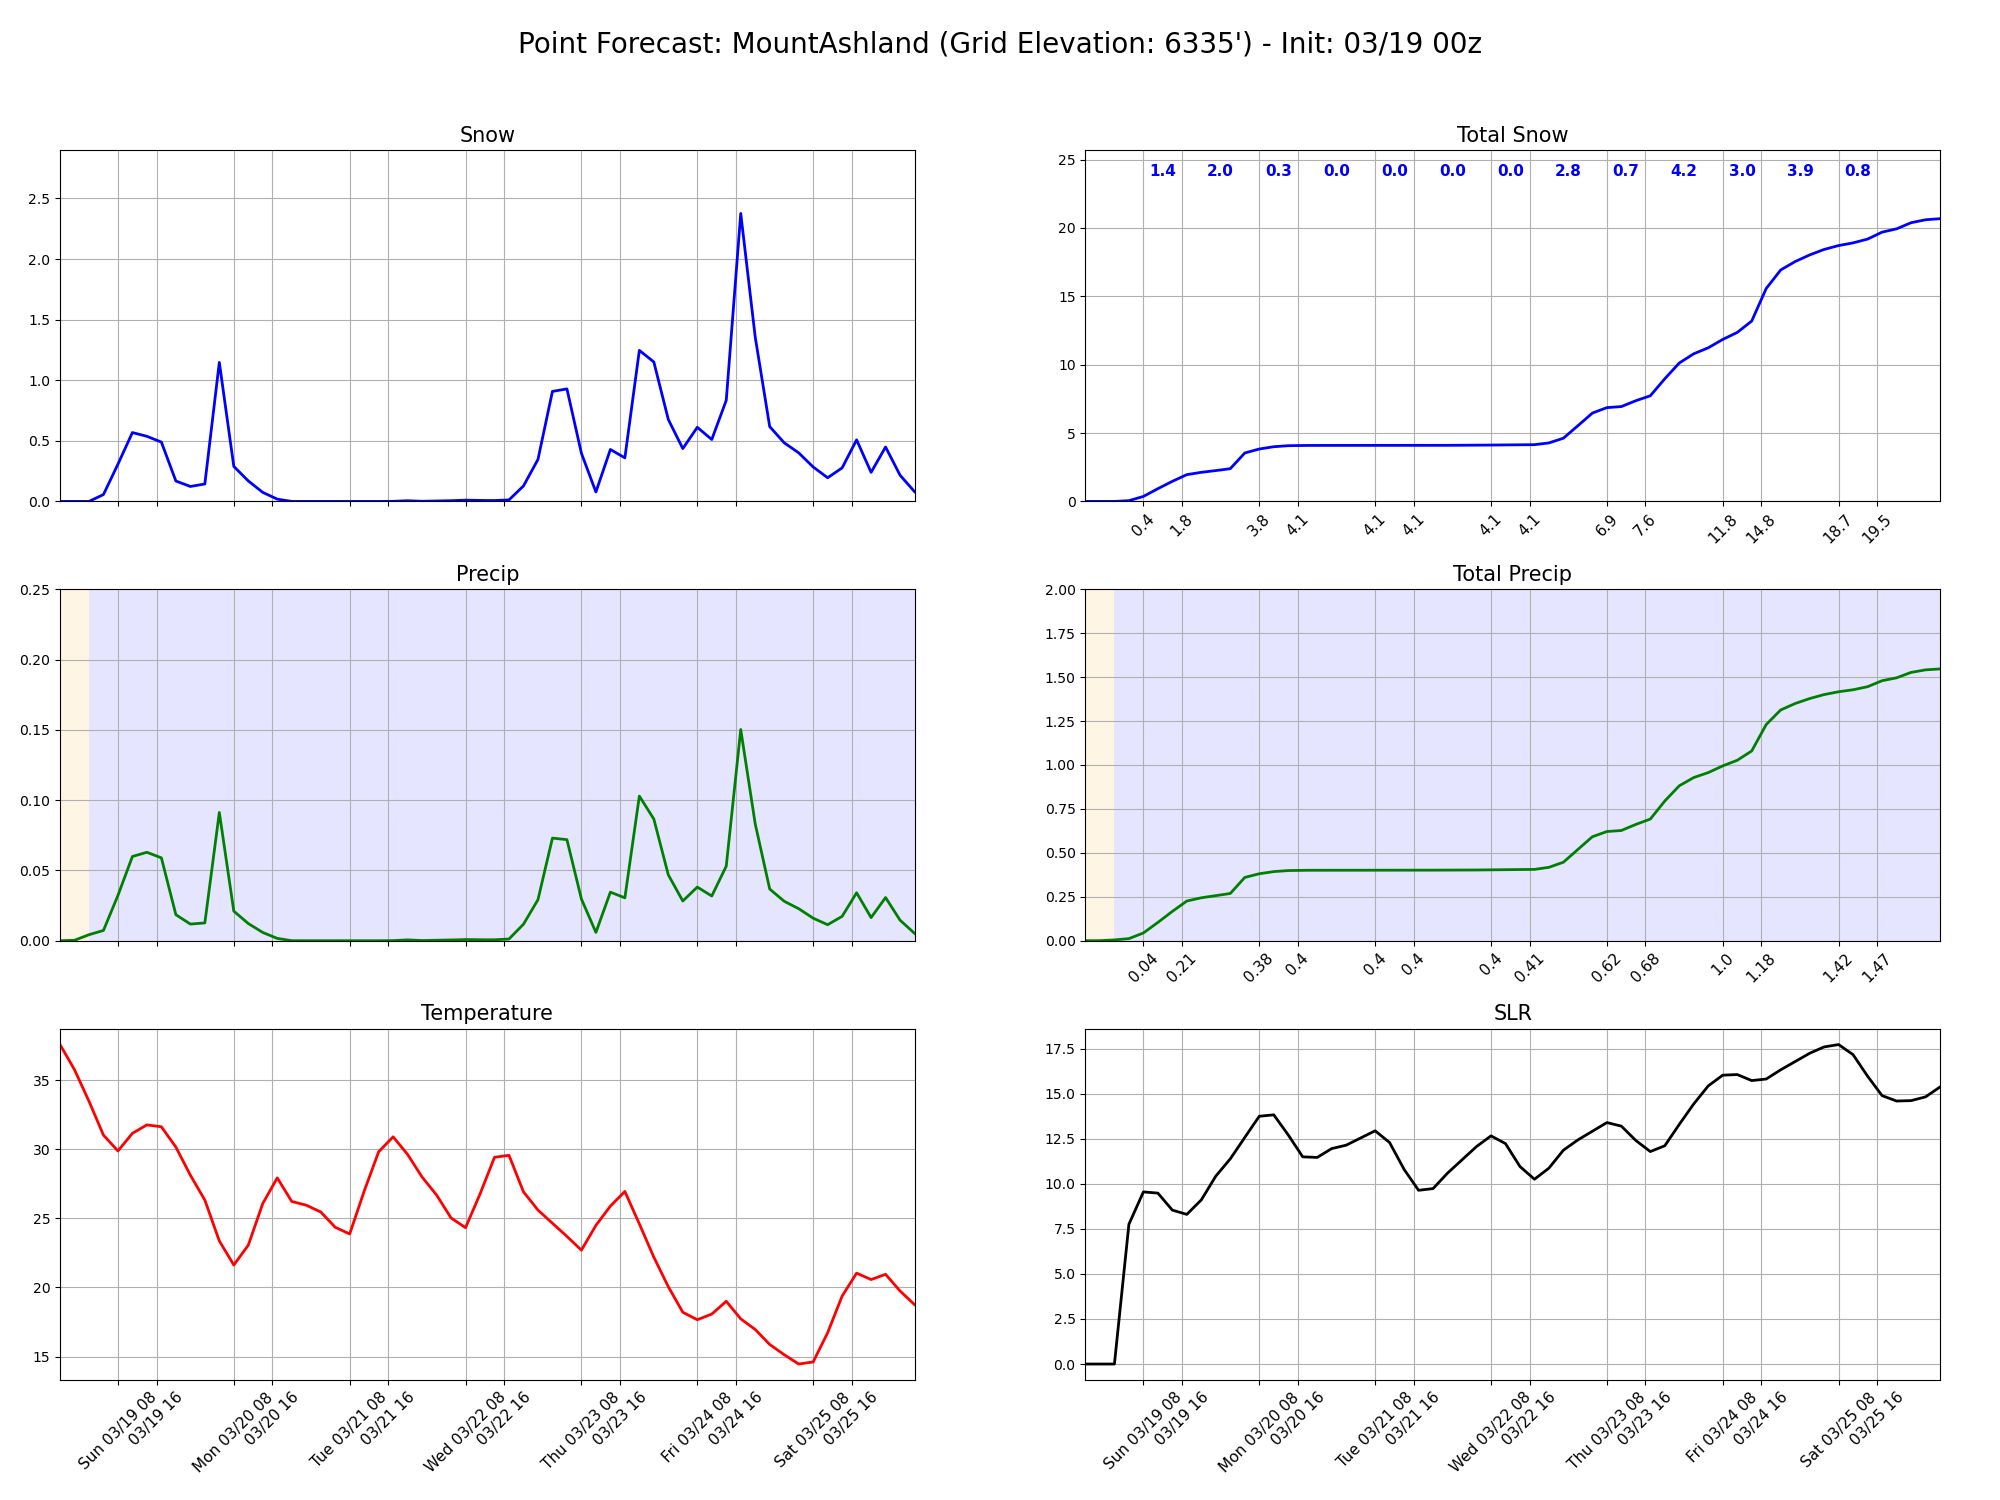 Point Forecast: MountAshland (Grid Elevation: 6335') - Init: 03/19 00z
Snow
2.5
2.0
1.5
1.0
0.5
0.0
Total Snow
25
20
15
10
5
0
1.4 2.0 0.3 0.0 0.0 0.0 0.0 2.8 0.7 4.2 3.0 3.9 0.8
0.4 1.8 3.8 4.1 4.1 4.1 4.1 4.1 6.9 7.6 11.8 14.8 18.7 19.5
Precip
0.25
0.20
0.15
0.10
0.05
0.00
Total Precip
2.00
1.75
1.50
1.25
1.00
0.75
0.50
0.25
0.00
0.04 0.21 0.38 0.4 0.4 0.4 0.4 0.41 0.62 0.68 1.0 1.18 1.42 1.47
Temperature
35
30
25
20
15
Sun 03/19 08
03/19 16
Mon 03/20 08
03/20 16
Tue 03/21 08
03/21 16
Wed 03/22 08
03/22 16
Thu 03/23 08
03/23 16
Fri 03/24 08
03/24 16
Sat 03/25 08
03/25 16
SLR
17.5
15.0
12.5
10.0
7.5
5.0
2.5
0.0
Sun 03/19 08
03/19 16
Mon 03/20 08
03/20 16
Tue 03/21 08
03/21 16
Wed 03/22 08
03/22 16
Thu 03/23 08
03/23 16
Fri 03/24 08
03/24 16
Sat 03/25 08
03/25 16